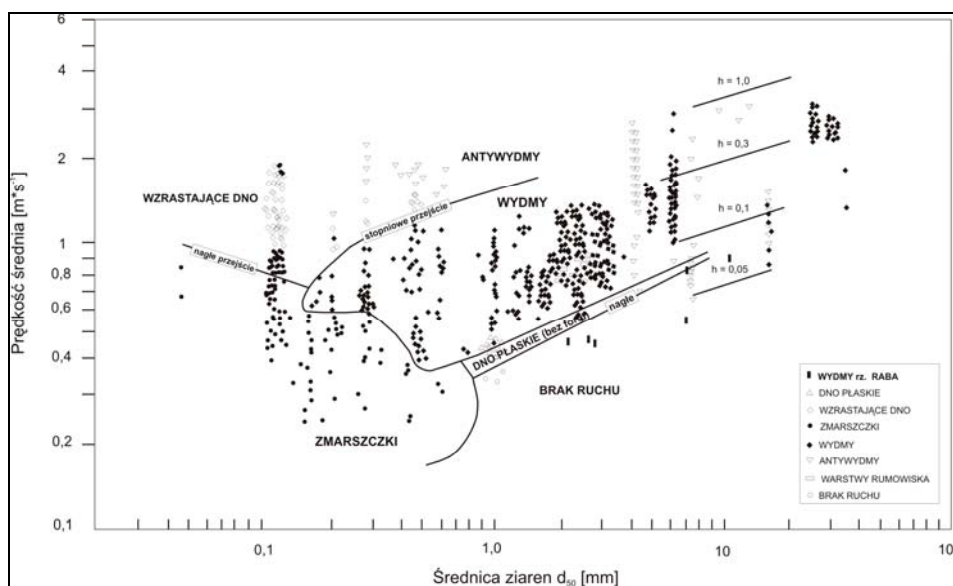 6
4
2
1
0,8
0,6
0,4
0,2
0,1
Prędkość średnia [m*s⁻¹]
WZRASTAJĄCE DNO
ANTYWYDMY
WYDMY
stopniowe przejście
nagłe przejście
h = 1,0
h = 0,3
h = 0,1
h = 0,05
DNO PŁASKIE (bez form)
nagłe
BRAK RUCHU
ZMARSZCZKI
WYDMY rz. RABA
DNO PŁASKIE
WZRASTAJĄCE DNO
ZMARSZCZKI
WYDMY
ANTYWYDMY
WARSTWY RUMOWISKA
BRAK RUCHU
0,1 1,0 10 10
Średnica ziaren d₅₀ [mm]